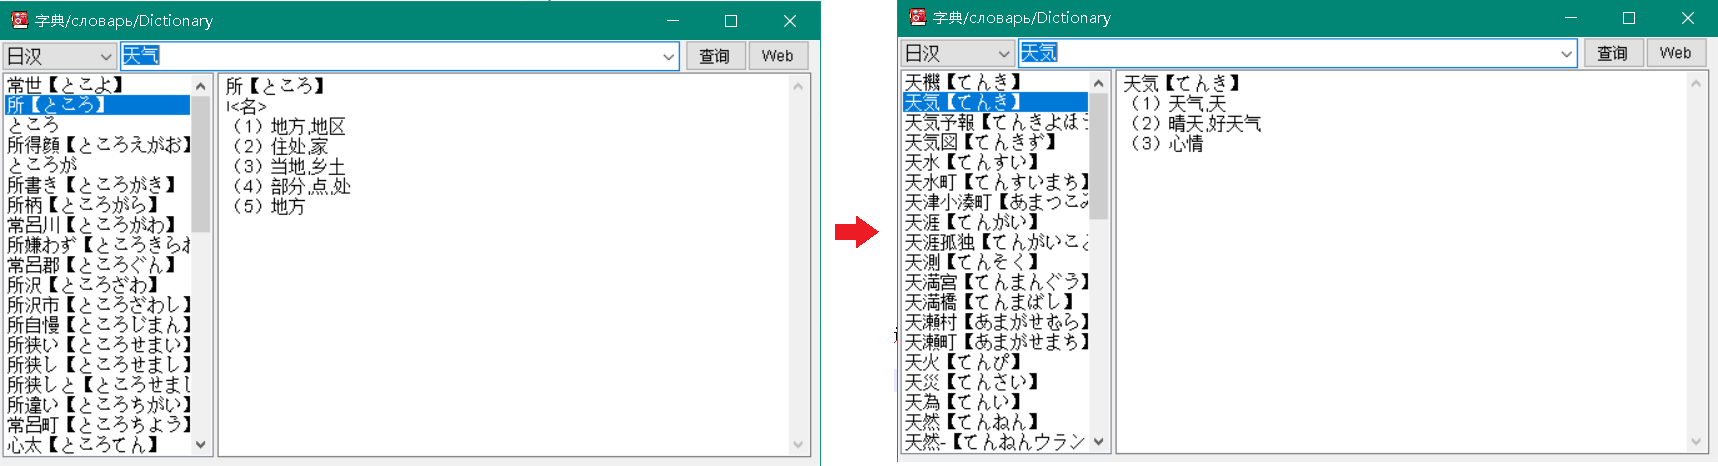 字典/словарь/Dictionary
日汉
天气
查询
Web
常世【とこよ】
所【ところ】
ところ
所得顔【ところえがお】
ところが
所書き【ところがき】
所柄【ところがら】
常呂川【ところがわ】
所嫌わず【ところきらわ
常呂郡【ところぐん】
所沢【ところざわ】
所沢市【ところざわし】
所自慢【ところじまん】
所狭い【ところせまい】
所狭し【ところせまし】
所狭しと【ところせまし
所違い【ところちがい】
常呂町【ところちょう】
心太【ところてん】
所【ところ】
|<名>
（1）地方,地区
（2）住处,家
（3）当地,乡土
（4）部分,点,处
（5）地方
字典/словарь/Dictionary
日汉
天気
查询
Web
天機【てんき】
天気【てんき】
天気予報【てんきよほう
天気図【てんきず】
天水【てんすい】
天水町【てんすいまち】
天津小湊町【あまつこみ
天涯【てんがい】
天涯孤独【てんがいこど
天測【てんそく】
天満宮【てんまんぐう】
天満橋【てんまばし】
天瀬村【あまがせむら】
天瀬町【あまがせまち】
天火【てんぴ】
天災【てんさい】
天為【てんい】
天然【てんねん】
天然-【てんねんウラン
天気【てんき】
（1）天气,天
（2）晴天,好天气
（3）心情